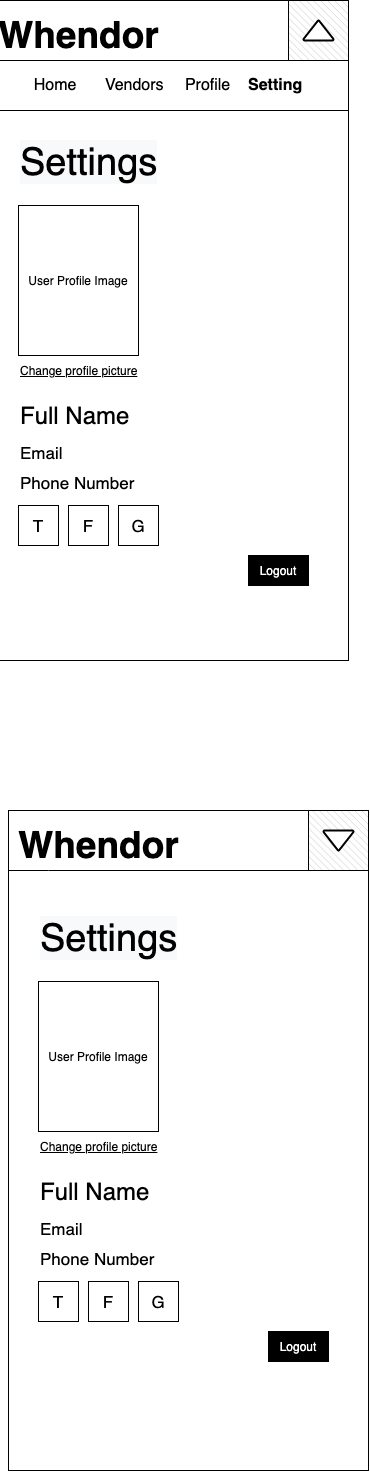 Whendor
Home Vendors Profile Setting
Settings
User Profile Image
Change profile picture
Full Name
Email
Phone Number
T F G
Logout
Whendor
Settings
User Profile Image
Change profile picture
Full Name
Email
Phone Number
T F G
Logout